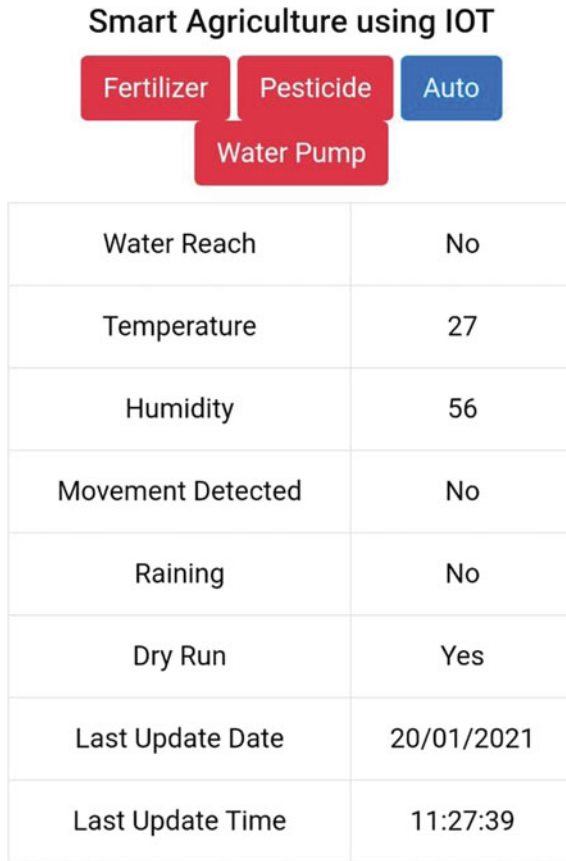 Smart Agriculture using IOT
Fertilizer Pesticide Auto
Water Pump
Water Reach No
Temperature 27
Humidity 56
Movement Detected No
Raining No
Dry Run Yes
Last Update Date 20/01/2021
Last Update Time 11:27:39